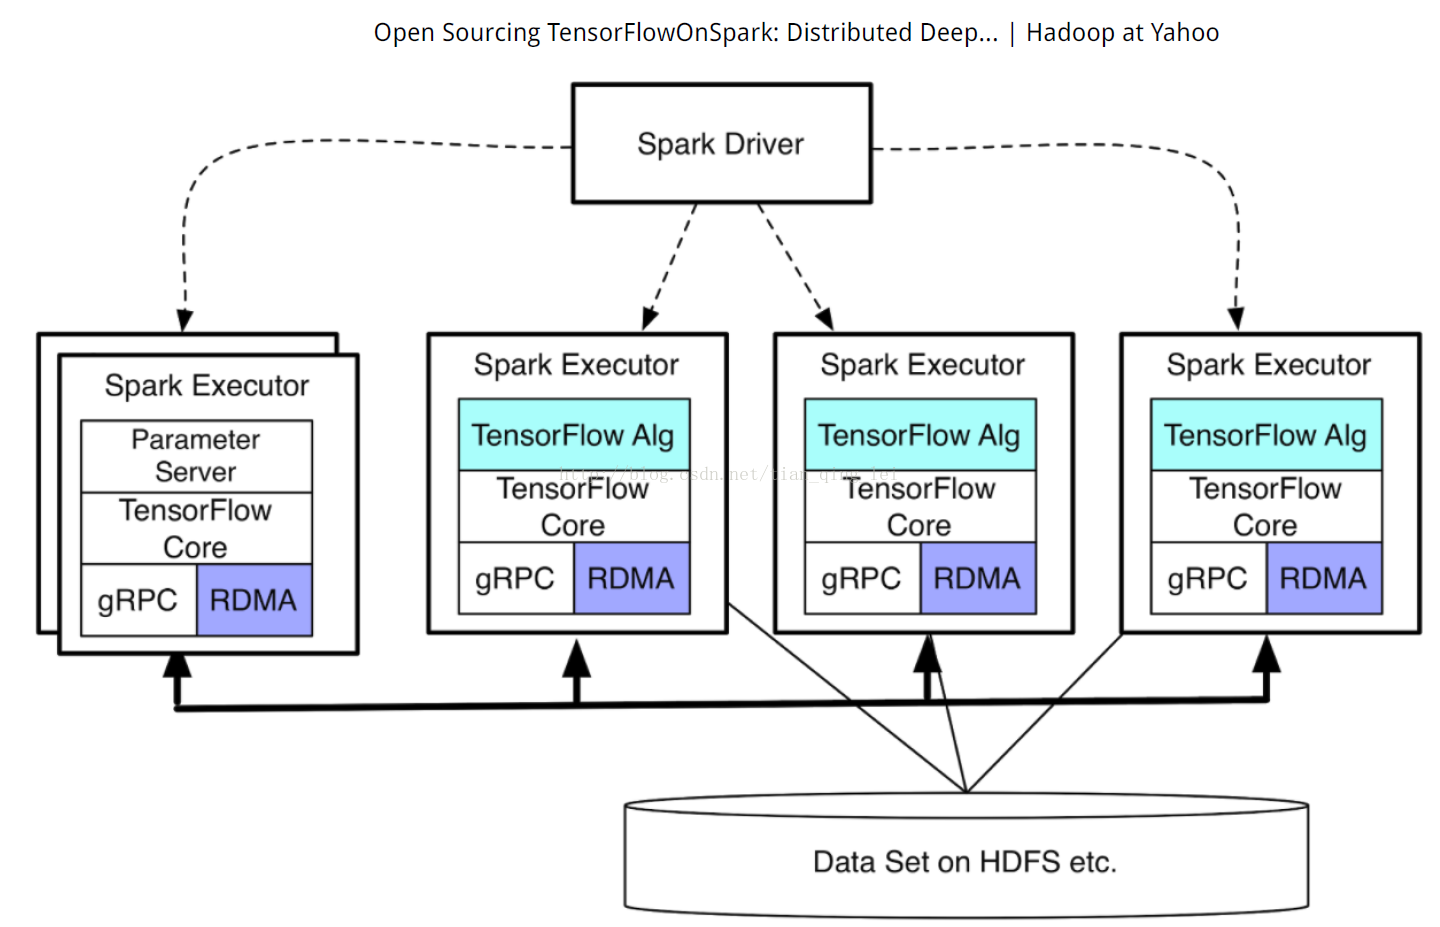 Open Sourcing TensorFlowOnSpark: Distributed Deep... | Hadoop at Yahoo
Spark Driver
Spark Executor
Parameter
Server
TensorFlow
Core
gRPC
RDMA
Spark Executor
TensorFlow Alg
TensorFlow
Core
gRPC
RDMA
Spark Executor
TensorFlow Alg
TensorFlow
Core
gRPC
RDMA
Spark Executor
TensorFlow Alg
TensorFlow
Core
gRPC
RDMA
http://blog.csdn.net/tian_qing_lei
Data Set on HDFS etc.